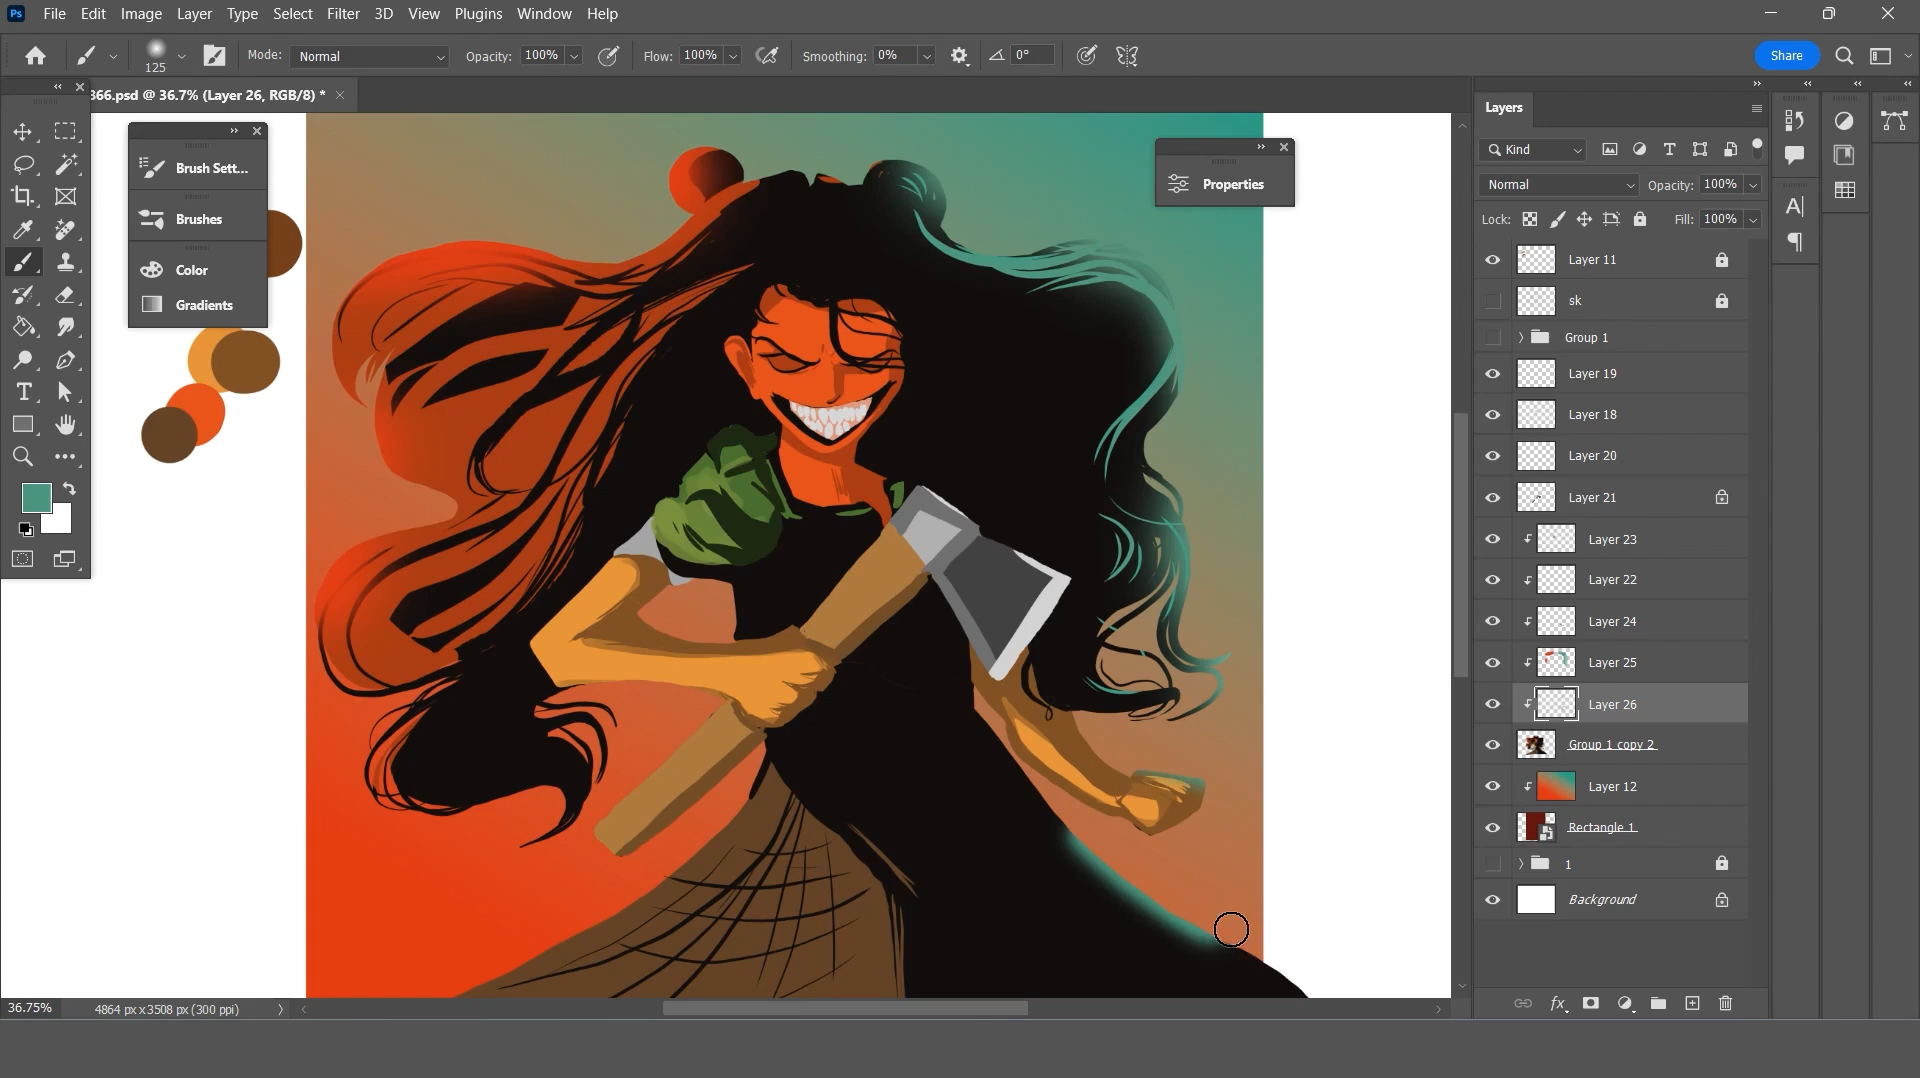 Ps File Edit Image Layer Type Select Filter 3D View Plugins Window Help
125 Mode: Normal Opacity: 100% Flow: 100% Smoothing: 0% 0° Share
366.psd @ 36.7% (Layer 26, RGB/8) *
Brush Sett...
Brushes
Color
Gradients
Properties
Layers
Kind
Normal Opacity: 100%
Lock: Fill: 100%
Layer 11
sk
Group 1
Layer 19
Layer 18
Layer 20
Layer 21
Layer 23
Layer 22
Layer 24
Layer 25
Layer 26
Group 1 copy 2
Layer 12
Rectangle 1
1
Background
fx
36.75% 4864 px x 3508 px (300 ppi)